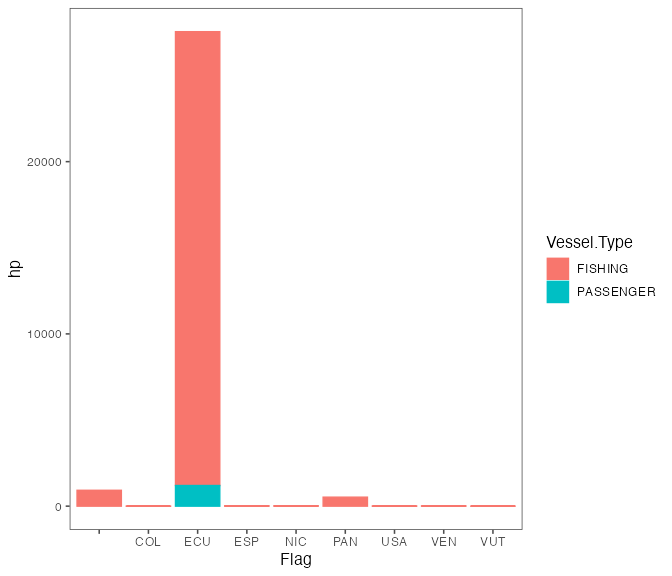 20000
10000
0
hp
COL ECU ESP NIC PAN USA VEN VUT
Flag
Vessel.Type
FISHING
PASSENGER